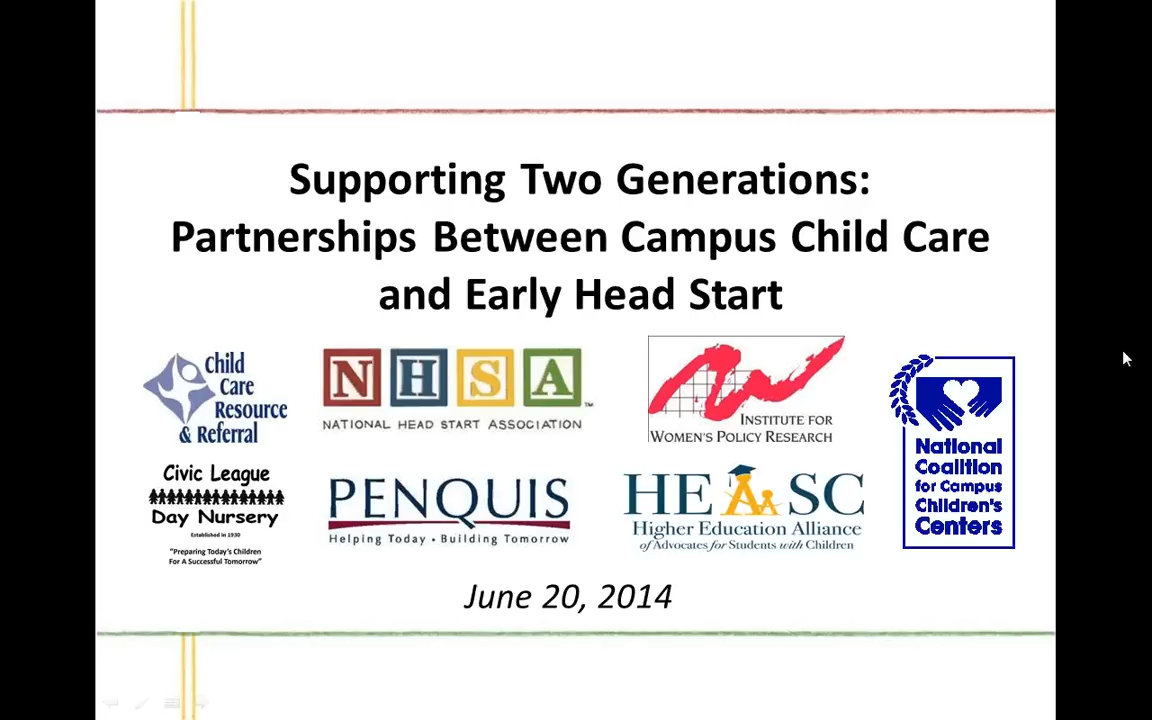 Supporting Two Generations:
Partnerships Between Campus Child Care
and Early Head Start
Child
Care
Resource
& Referral
NHSA™
NATIONAL HEAD START ASSOCIATION
INSTITUTE FOR
WOMEN'S POLICY RESEARCH
National
Coalition
for Campus
Children's
Centers
Civic League
Day Nursery
Established in 1930
"Preparing Today's Children
For A Successful Tomorrow"
PENQUIS
Helping Today • Building Tomorrow
HEASC
Higher Education Alliance
of Advocates for Students with Children
June 20, 2014